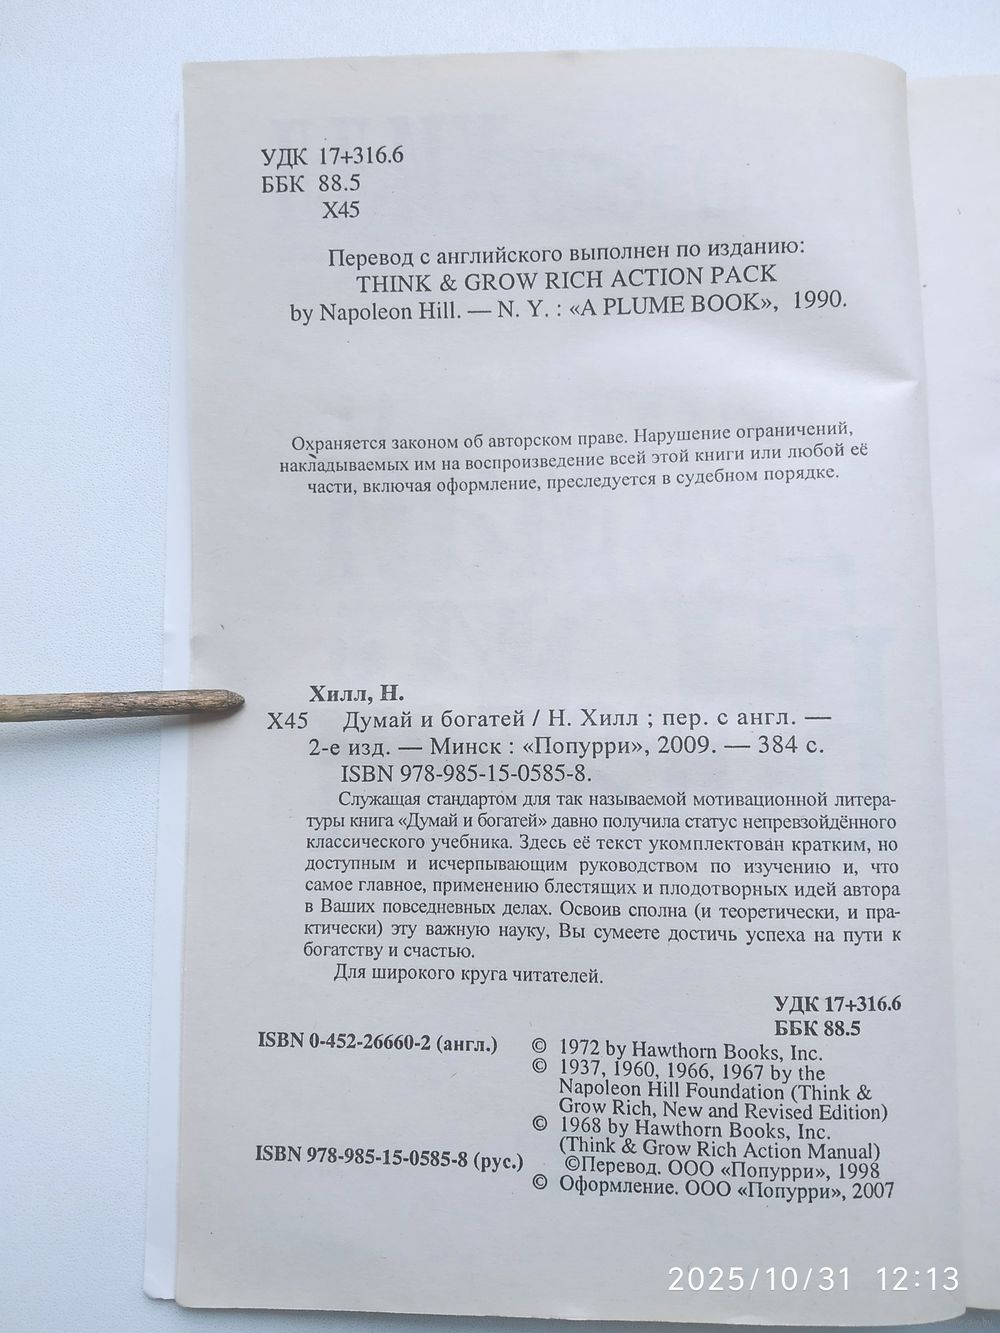 УДК 17+316.6
ББК 88.5
Х45
Перевод с английского выполнен по изданию:
THINK & GROW RICH ACTION PACK
by Napoleon Hill. — N. Y. : «A PLUME BOOK», 1990.
Охраняется законом об авторском праве. Нарушение ограничений,
накладываемых им на воспроизведение всей этой книги или любой её
части, включая оформление, преследуется в судебном порядке.
Хилл, Н.
Х45 Думай и богатей / Н. Хилл ; пер. с англ. —
2-е изд. — Минск : «Попурри», 2009. — 384 с.
ISBN 978-985-15-0585-8.
Служащая стандартом для так называемой мотивационной литера-
туры книга «Думай и богатей» давно получила статус непревзойдённого
классического учебника. Здесь её текст укомплектован кратким, но
доступным и исчерпывающим руководством по изучению и, что
самое главное, применению блестящих и плодотворных идей автора
в Ваших повседневных делах. Освоив сполна (и теоретически, и пра-
ктически) эту важную науку, Вы сумеете достичь успеха на пути к
богатству и счастью.
Для широкого круга читателей.
УДК 17+316.6
ББК 88.5
ISBN 0-452-26660-2 (англ.)
© 1972 by Hawthorn Books, Inc.
© 1937, 1960, 1966, 1967 by the
Napoleon Hill Foundation (Think &
Grow Rich, New and Revised Edition)
© 1968 by Hawthorn Books, Inc.
(Think & Grow Rich Action Manual)
ISBN 978-985-15-0585-8 (рус.)
©Перевод. ООО «Попурри», 1998
© Оформление. ООО «Попурри», 2007
2025/10/31 12:13